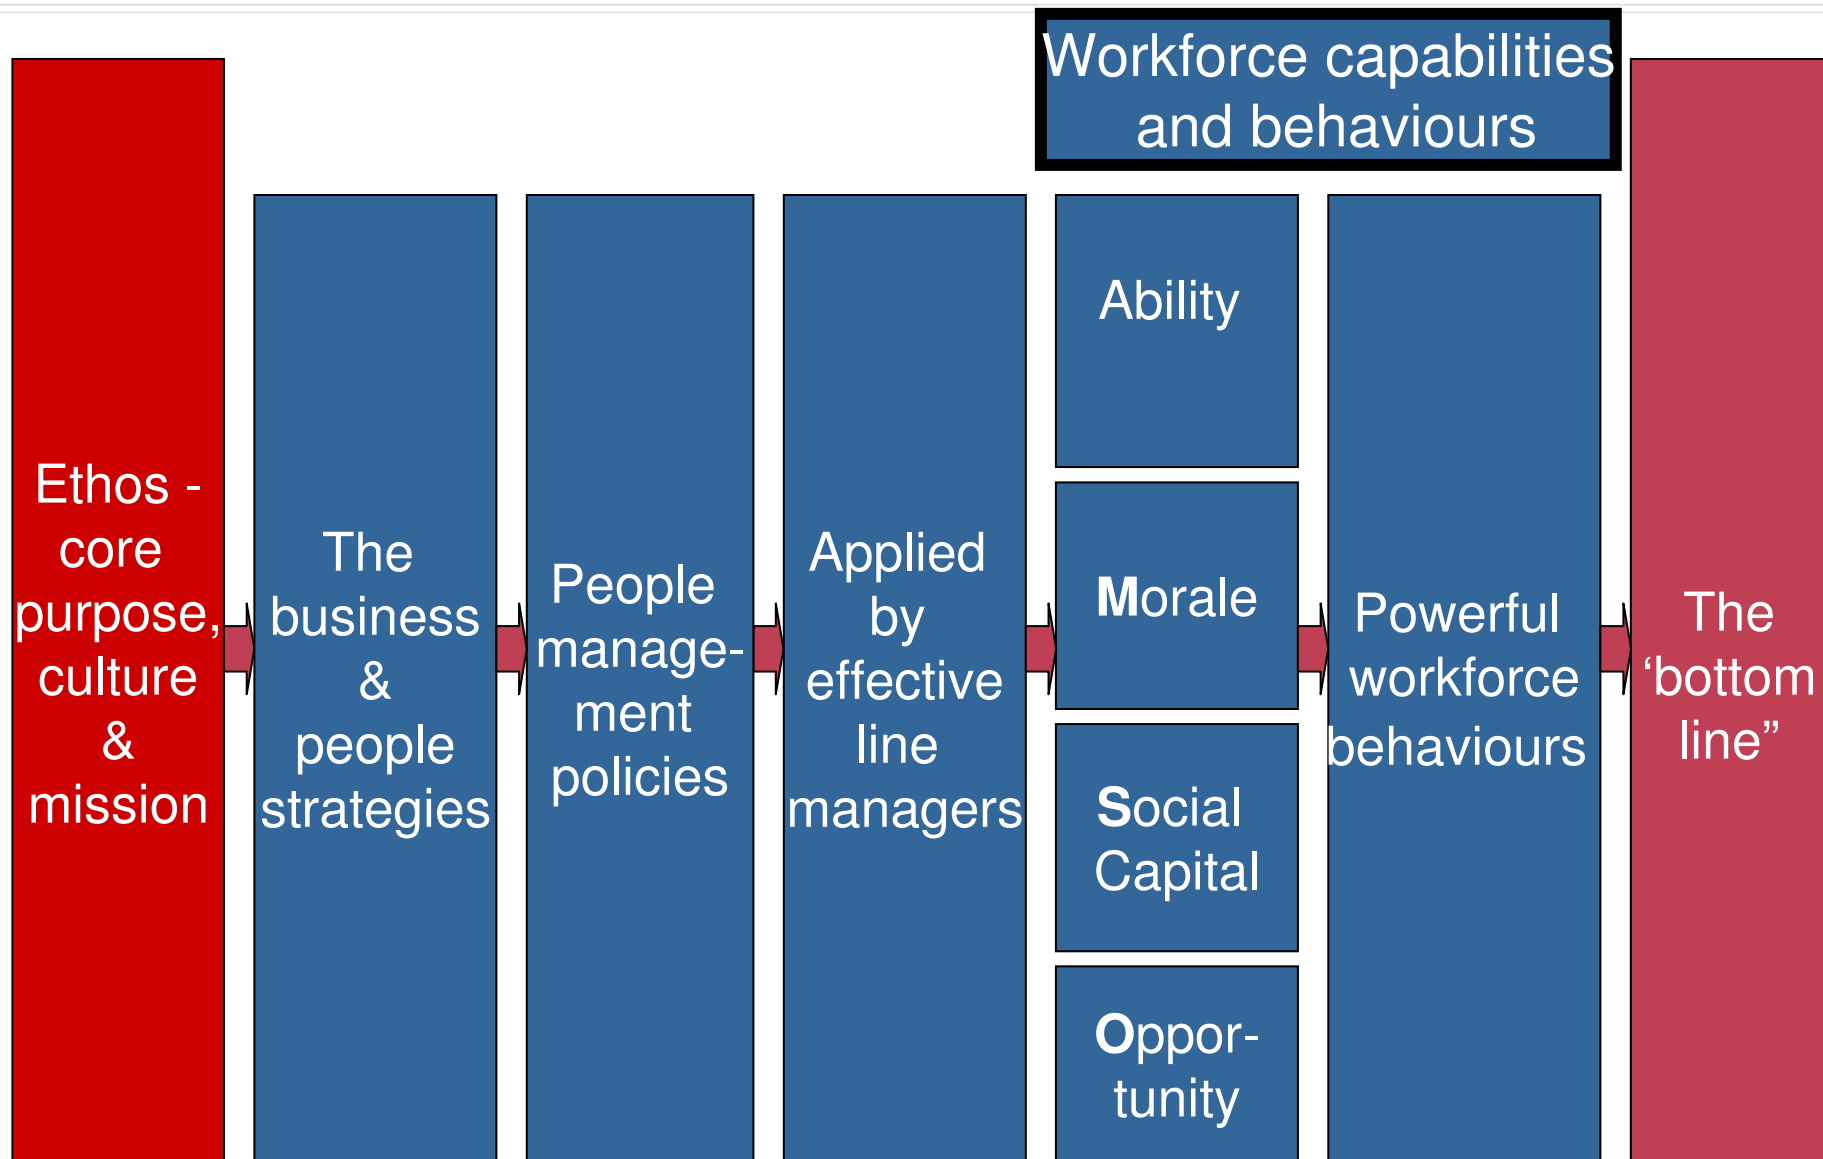 Workforce capabilities
and behaviours
Ethos -
core
purpose,
culture
&
mission
The
business
&
people
strategies
People
manage-
ment
policies
Applied
by
effective
line
managers
Ability
Morale
Social
Capital
Oppor-
tunity
Powerful
workforce
behaviours
The
‘bottom
line”